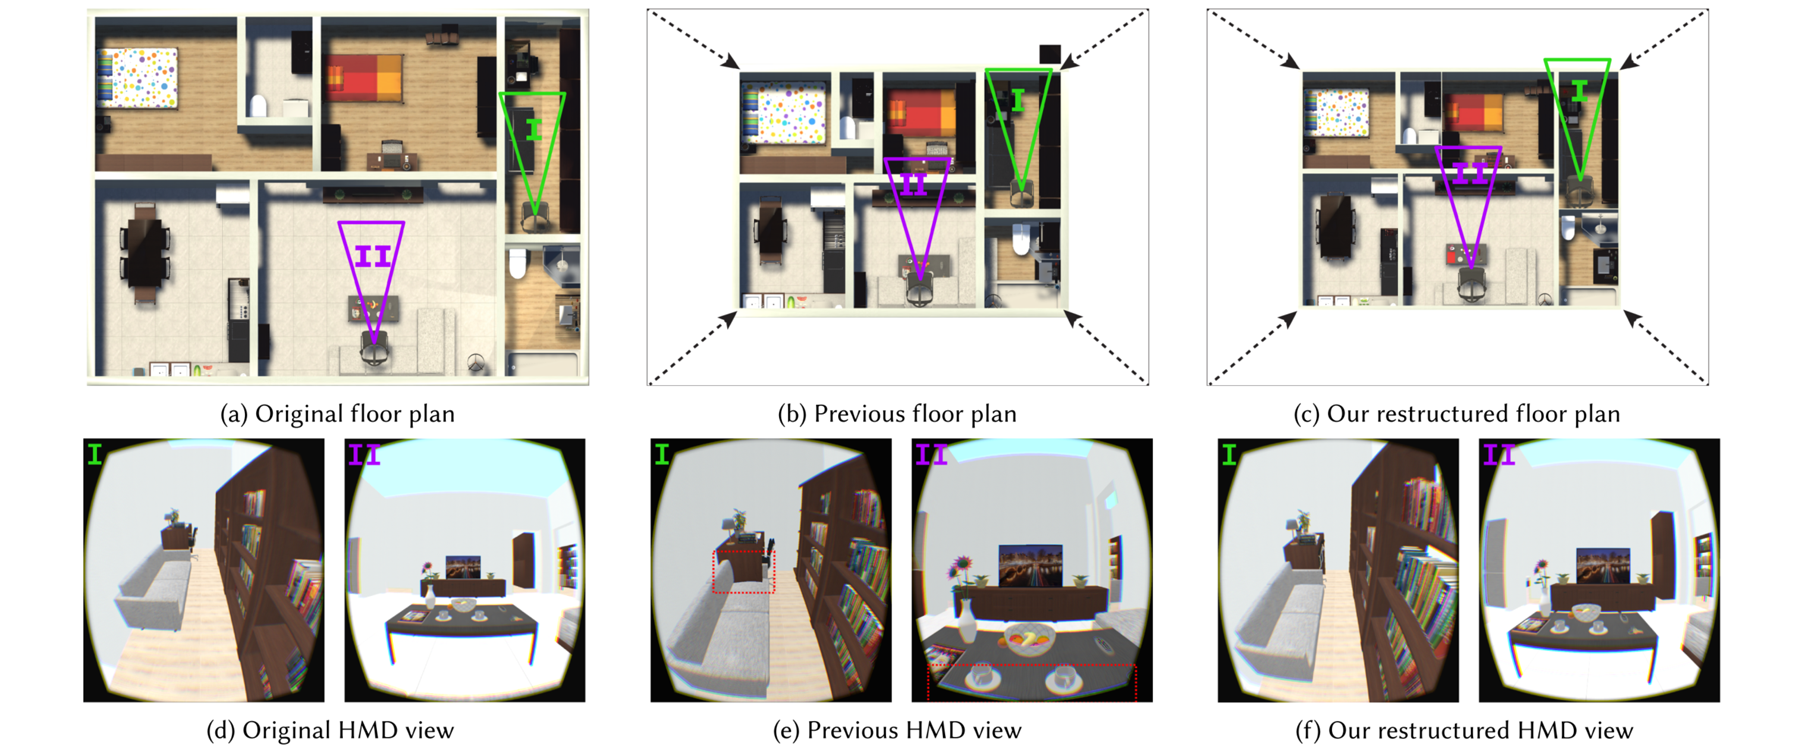 I
II
I
II
I
II
(a) Original floor plan
(b) Previous floor plan
(c) Our restructured floor plan
I
II
I
II
I
II
(d) Original HMD view
(e) Previous HMD view
(f) Our restructured HMD view